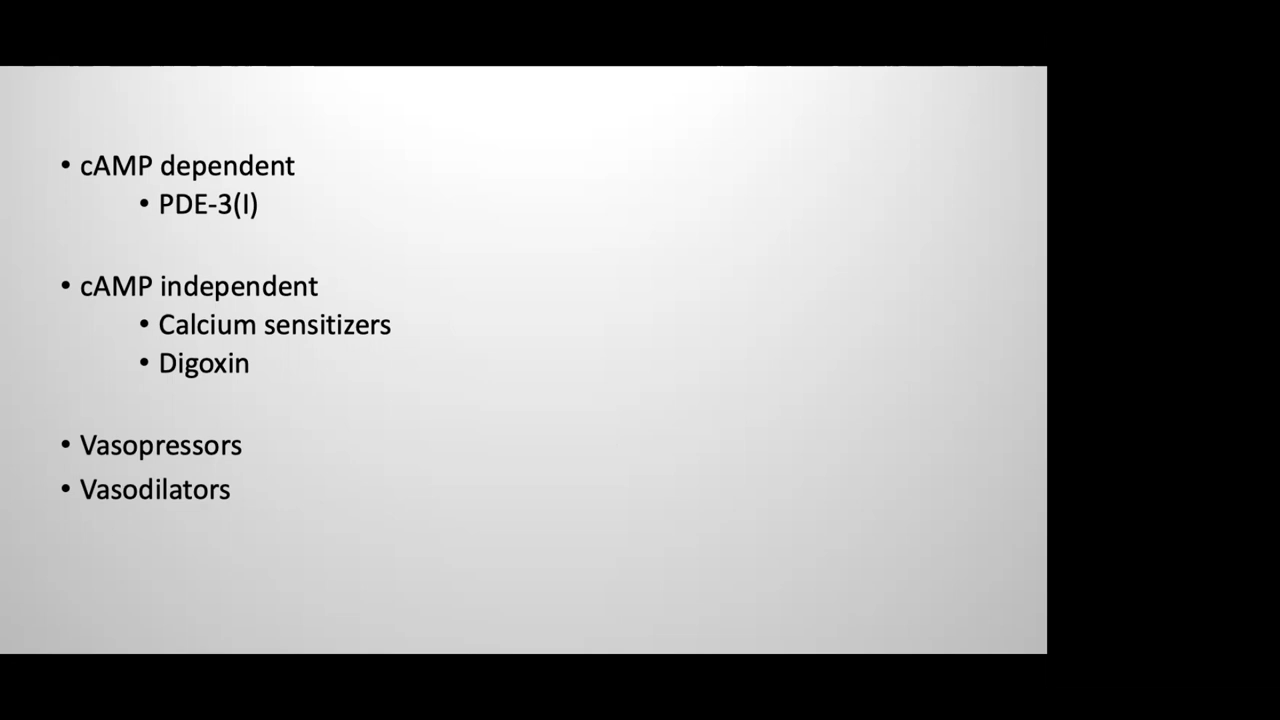 • cAMP dependent
• PDE-3(I)
• cAMP independent
• Calcium sensitizers
• Digoxin
• Vasopressors
• Vasodilators